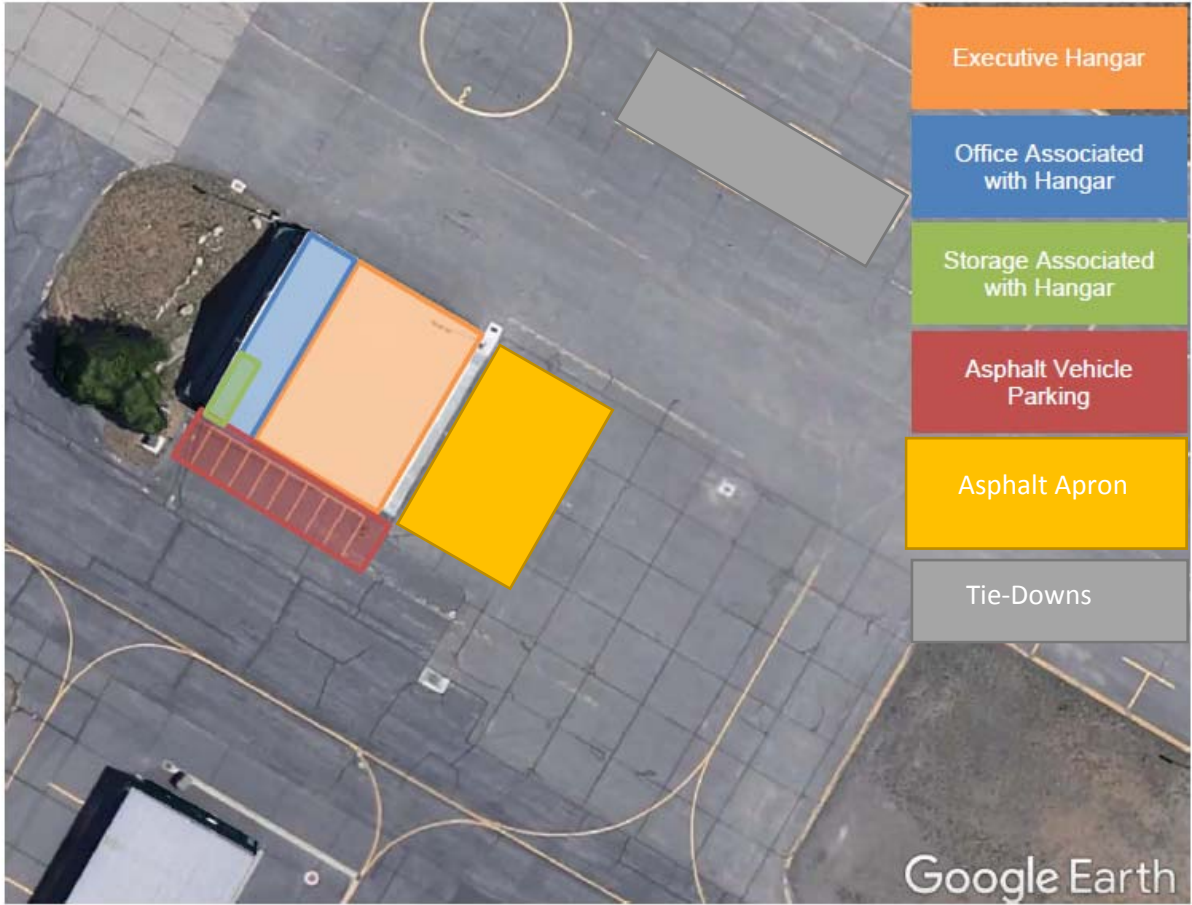 Executive Hangar
Office Associated
with Hangar
Storage Associated
with Hangar
Asphalt Vehicle
Parking
Asphalt Apron
Tie-Downs
Google Earth